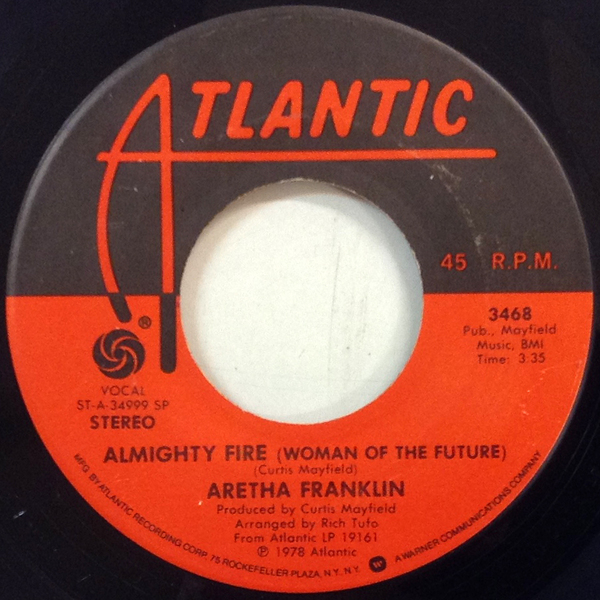 ATLANTIC
45 R.P.M.
®
3468
Pub., Mayfield
Music, BMI
Time: 3:35
VOCAL
ST-A-34999 SP
STEREO
ALMIGHTY FIRE (WOMAN OF THE FUTURE)
(Curtis Mayfield)
ARETHA FRANKLIN
Produced by Curtis Mayfield
Arranged by Rich Tufo
From Atlantic LP 19161
℗ 1978 Atlantic
MFG. BY ATLANTIC RECORDING CORP. 75 ROCKEFELLER PLAZA, N.Y. N.Y. W A WARNER COMMUNICATIONS COMPANY